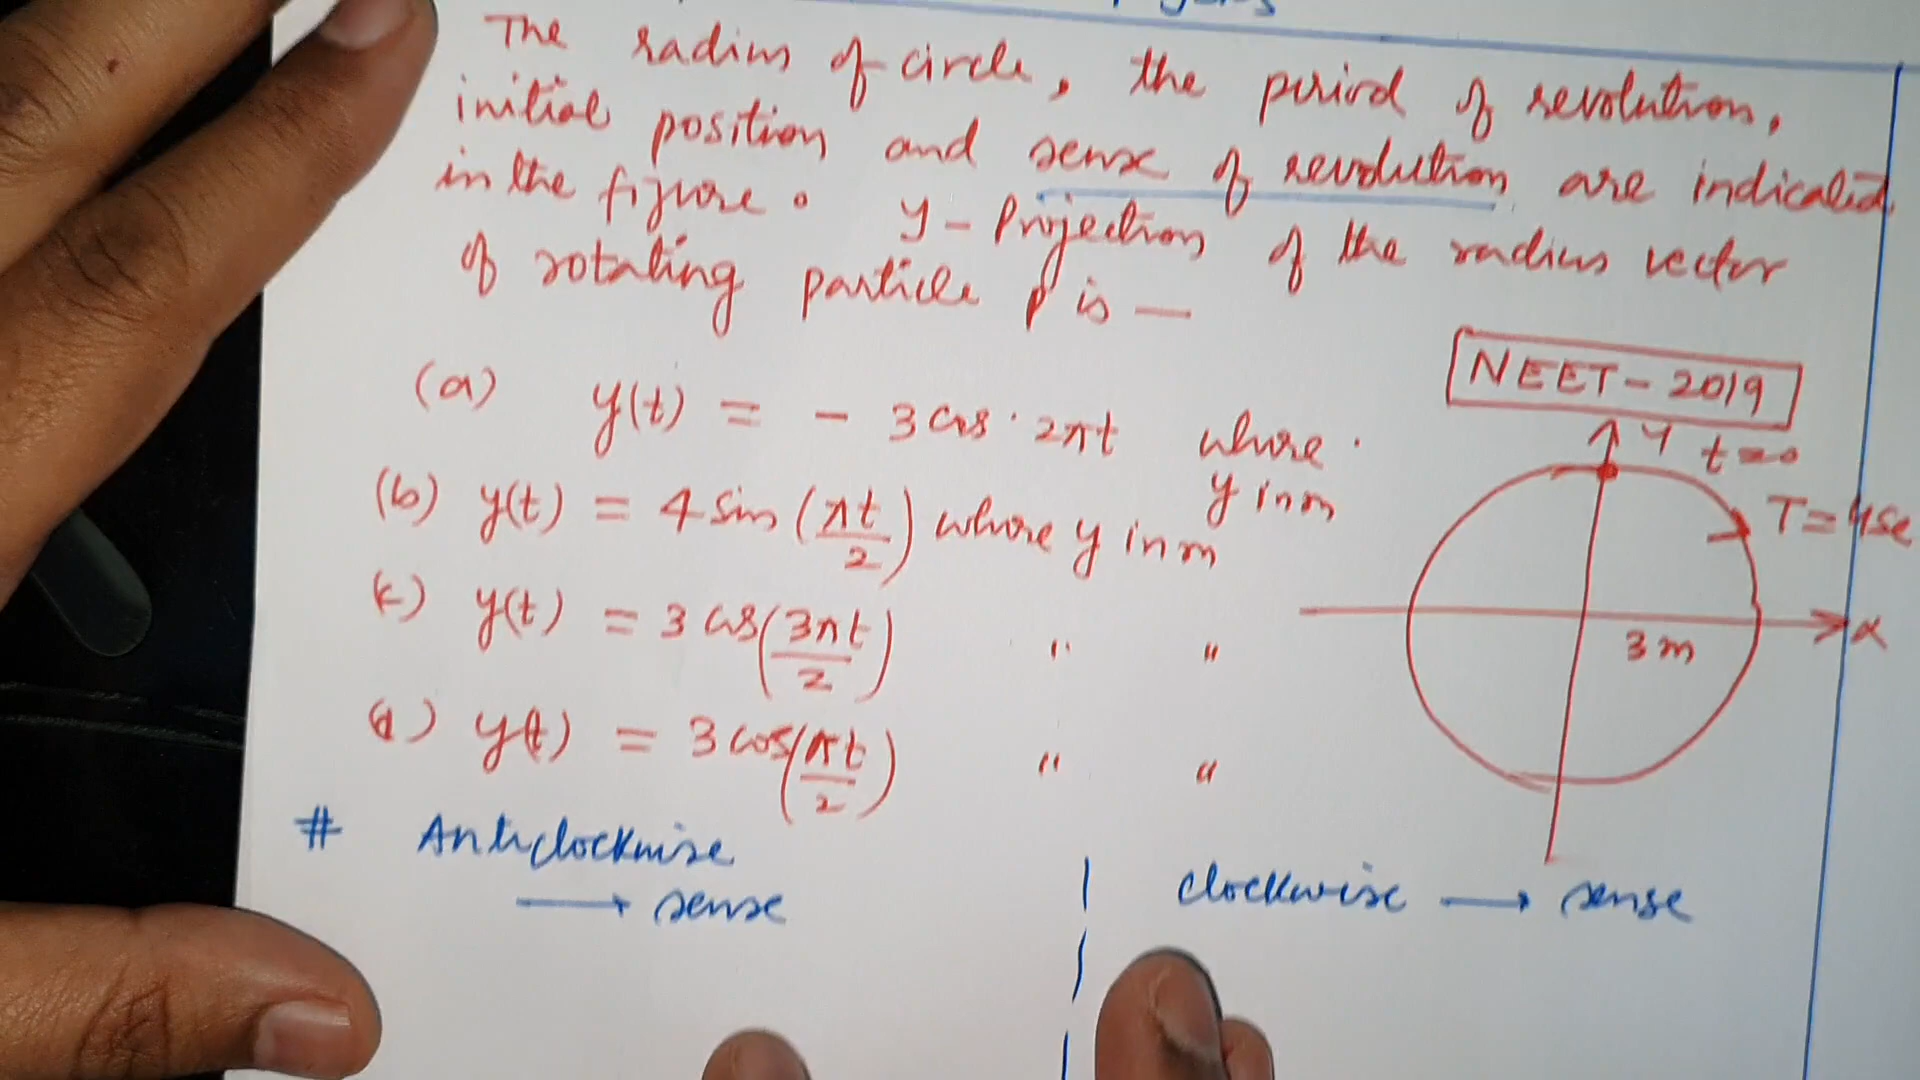 The radius of circle, the period of revolution,
initial position and sense of revolution are indicated
in the figure. y-Projection of the radius vector
of rotating particle P is —
NEET-2019
(a) y(t) = - 3 cos 2πt where
y in m
(b) y(t) = 4 sin (πt/2) where y in m
(c) y(t) = 3 cos(3πt/2) " "
(d) y(t) = 3 cos(πt/2) " "
Y t=0
T = 4se
3m
X
# Anticlockwise
→ sense
clockwise → sense